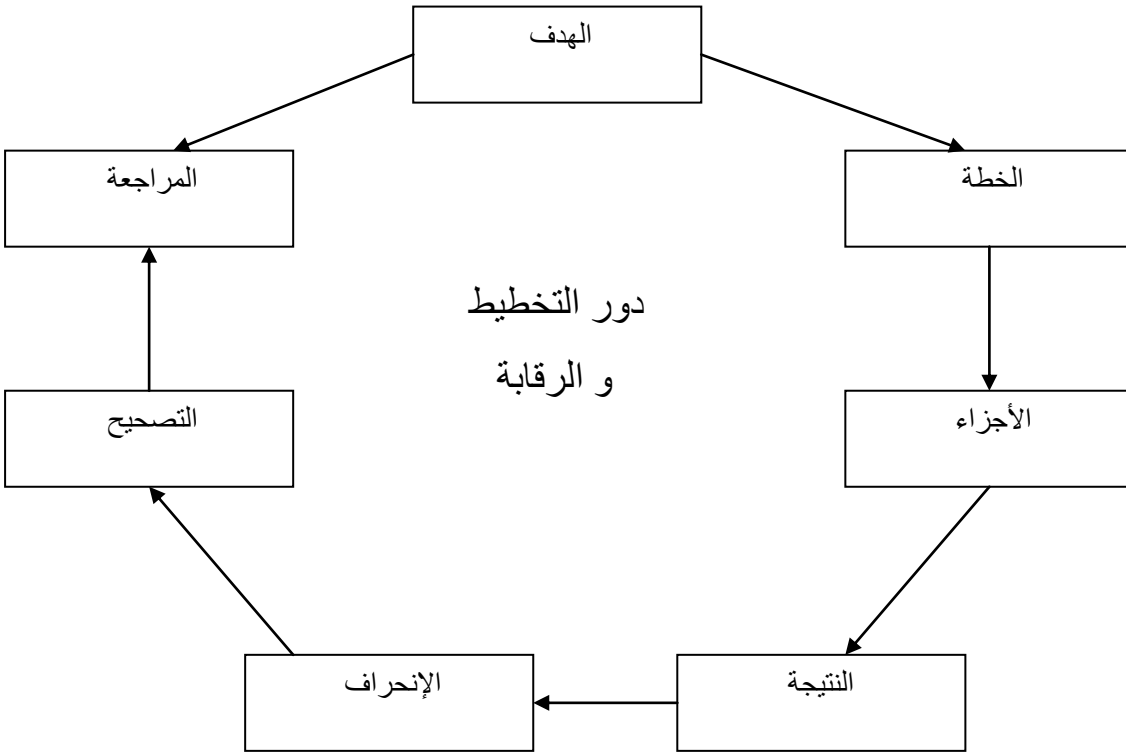 الهدف
المراجعة
الخطة
دور التخطيط
و الرقابة
التصحيح
الأجزاء
الإنحراف
النتيجة